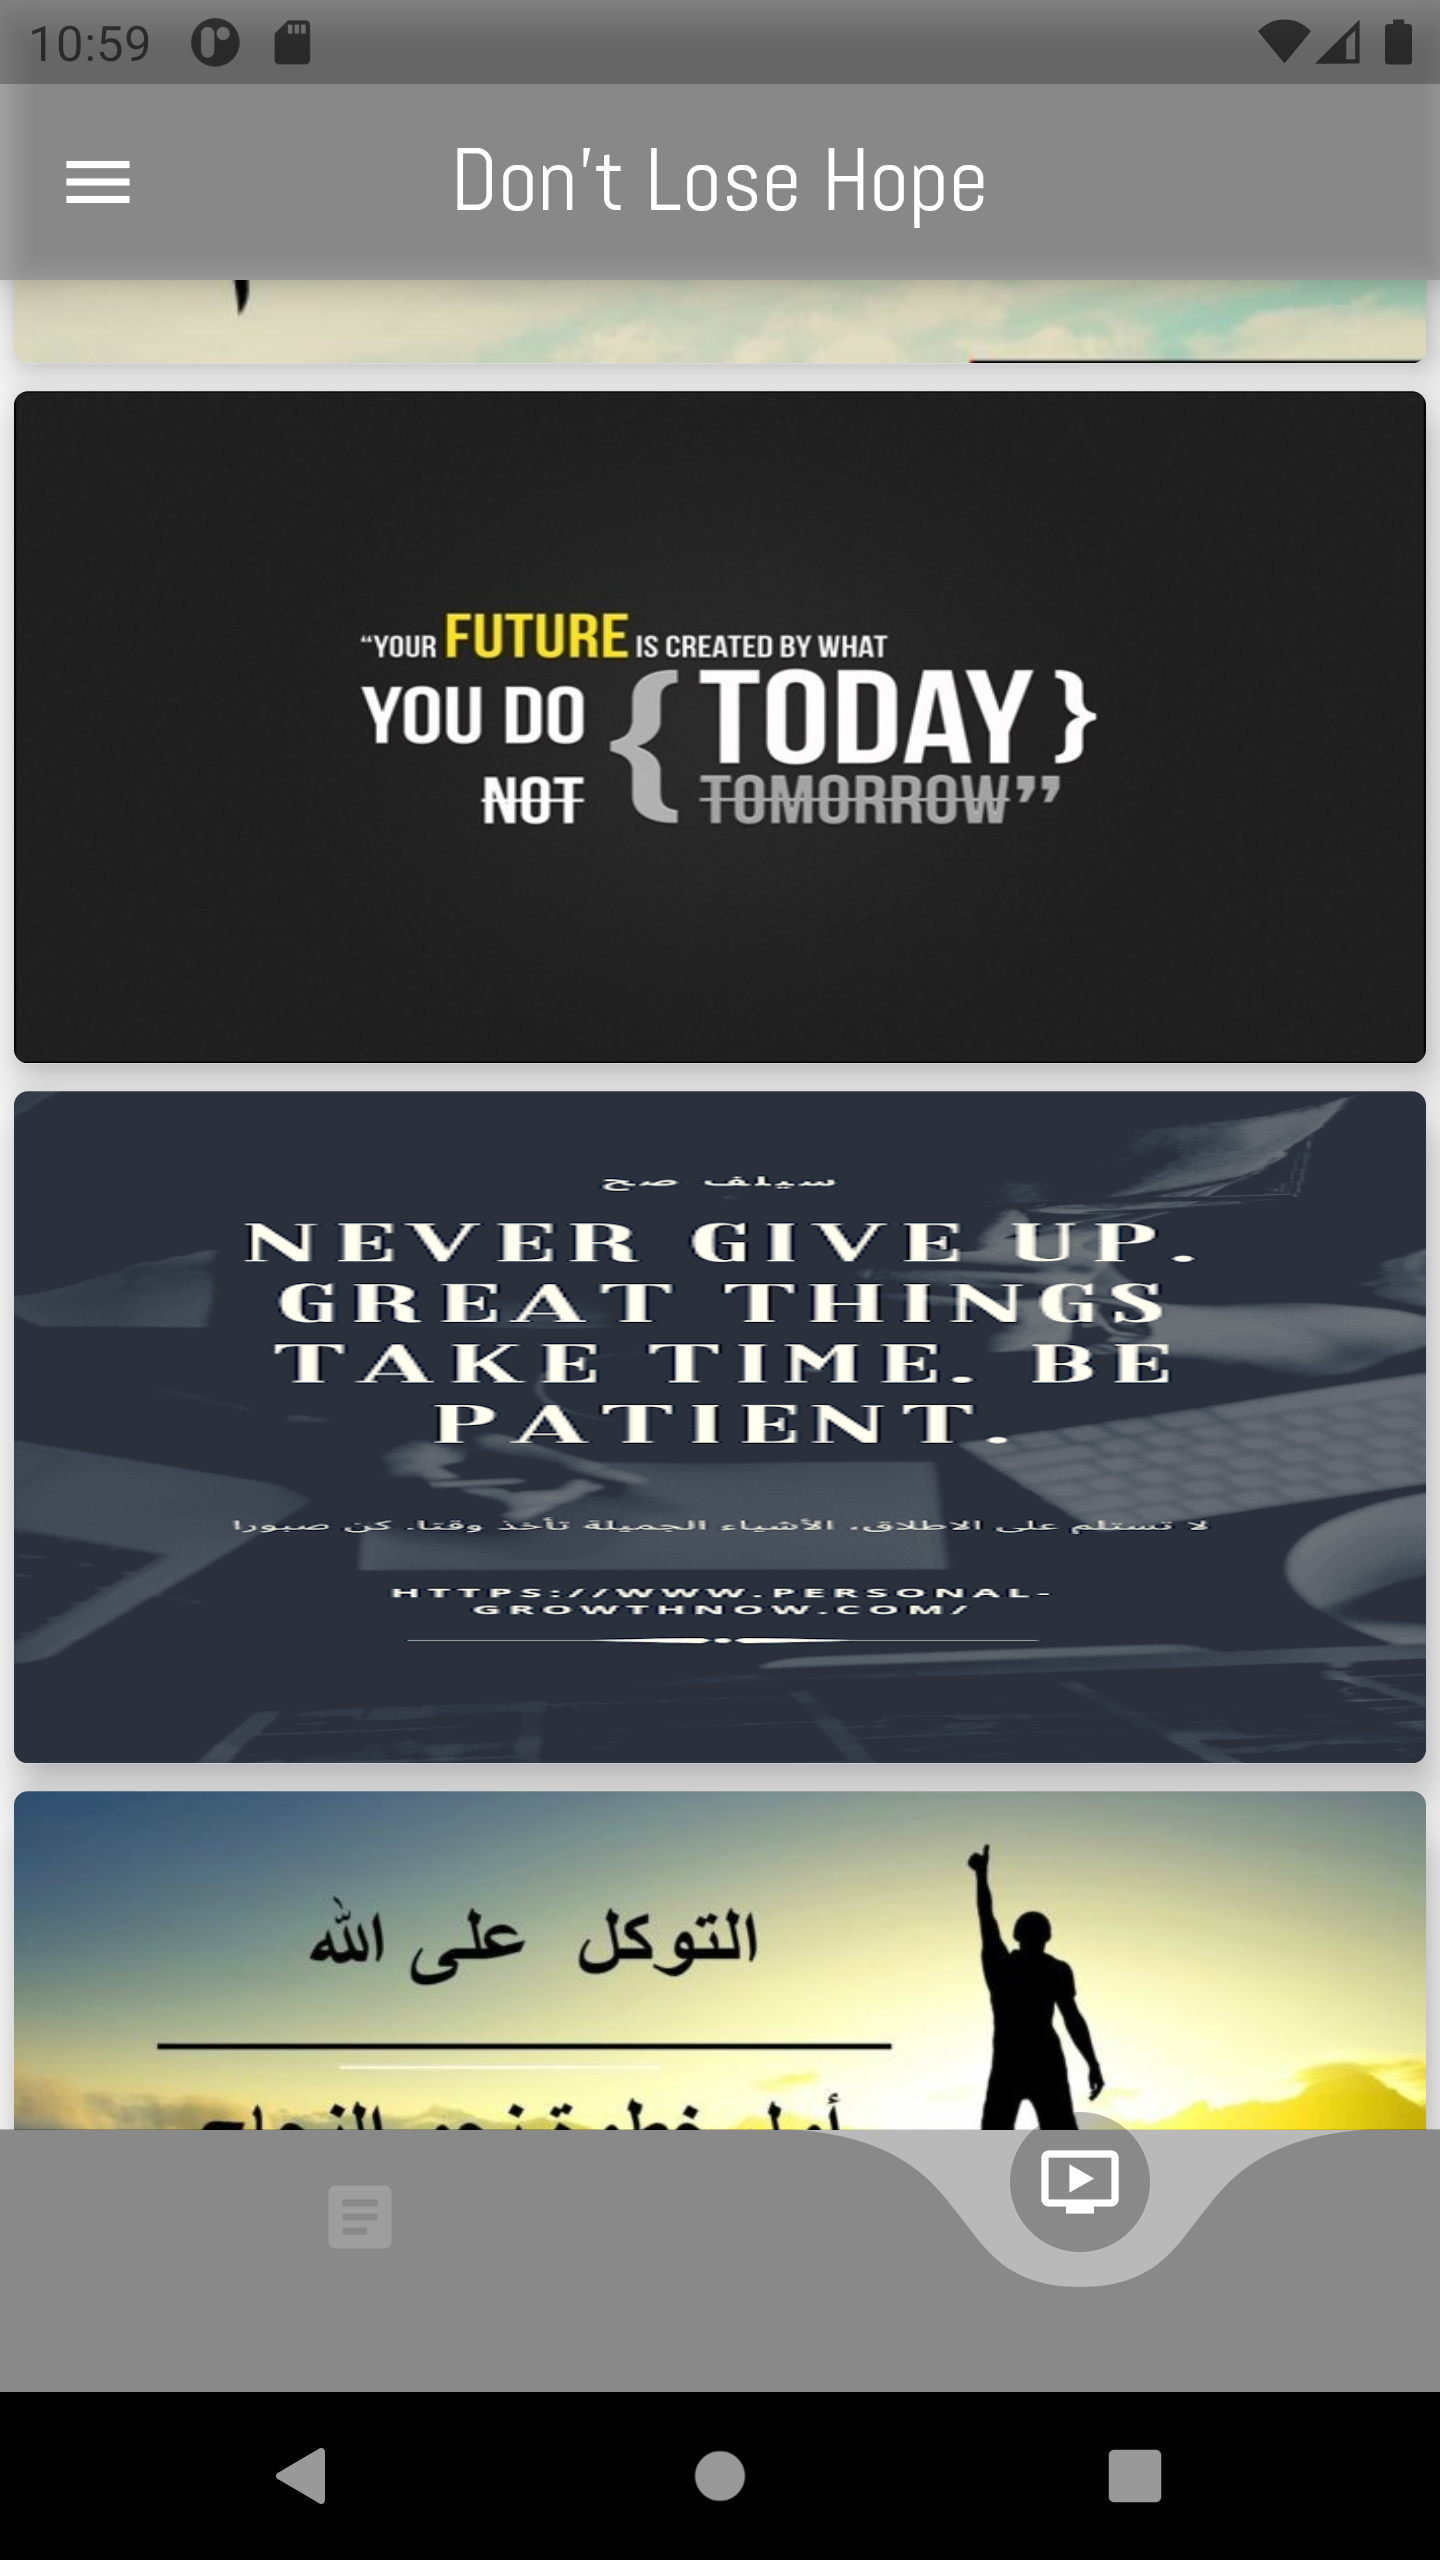 10:59
Don't Lose Hope
“YOUR FUTURE IS CREATED BY WHAT
YOU DO { TODAY }
NOT TOMORROW”
سيلف صح
NEVER GIVE UP.
GREAT THINGS
TAKE TIME. BE
PATIENT.
لا تستلم على الاطلاق، الأشياء الجميلة تأخذ وقتا. كن صبورا
HTTPS://WWW.PERSONAL-
GROWTHNOW.COM/
التوكل على الله